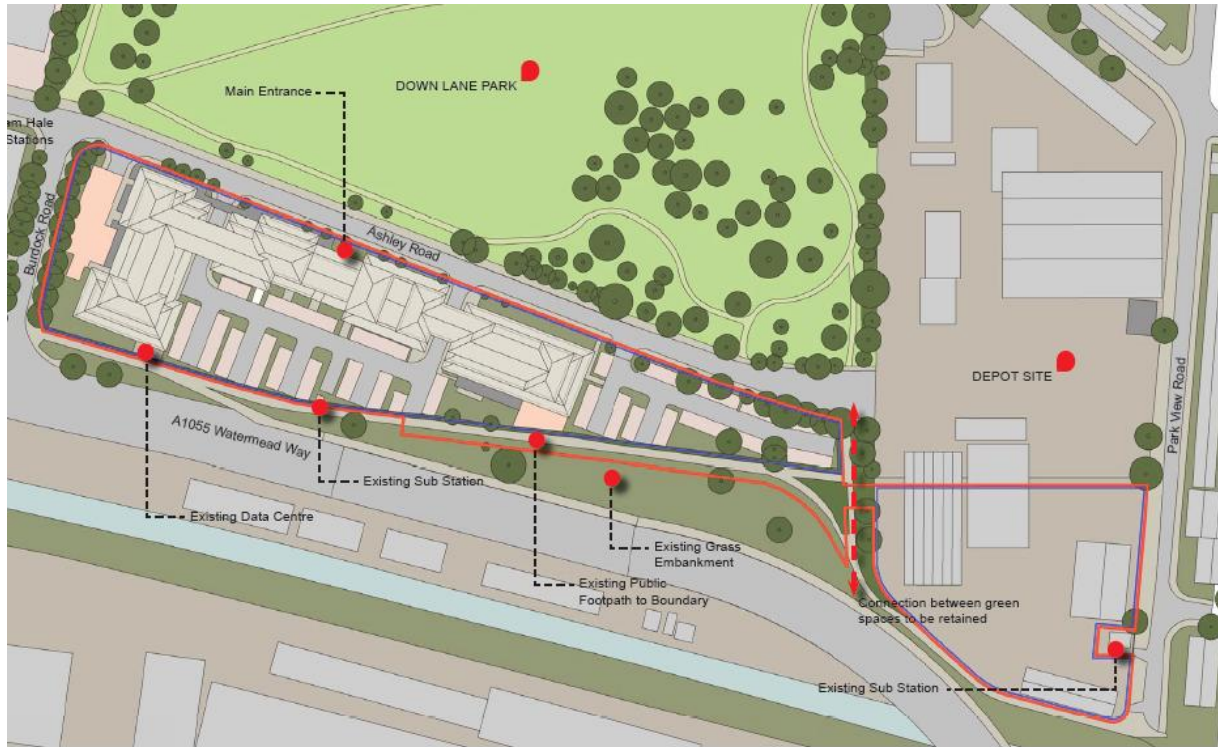 DOWN LANE PARK
Main Entrance
am Hale
Stations
Burdock Road
Ashley Road
DEPOT SITE
Park View Road
A1055 Watermead Way
Existing Sub Station
Existing Data Centre
Existing Grass
Embankment
Existing Public
Footpath to Boundary
Connection between green
spaces to be retained
Existing Sub Station